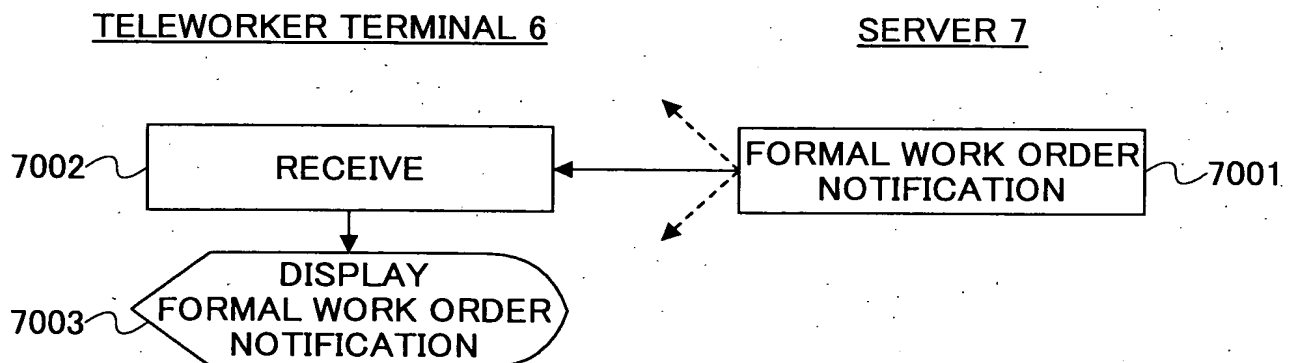 TELEWORKER TERMINAL 6
SERVER 7
7002
RECEIVE
FORMAL WORK ORDER
NOTIFICATION
7001
DISPLAY
FORMAL WORK ORDER
NOTIFICATION
7003